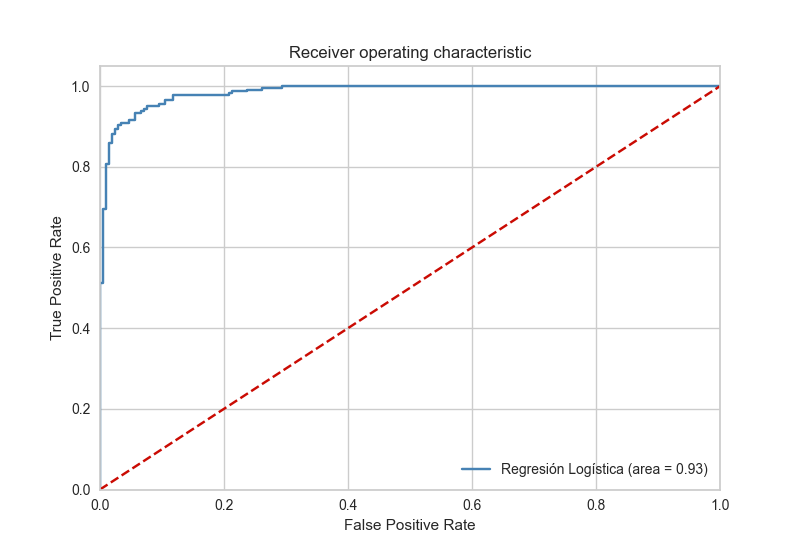 Receiver operating characteristic
True Positive Rate
1.0
0.8
0.6
0.4
0.2
0.0
Regresión Logística (area = 0.93)
0.0 0.2 0.4 0.6 0.8 1.0
False Positive Rate